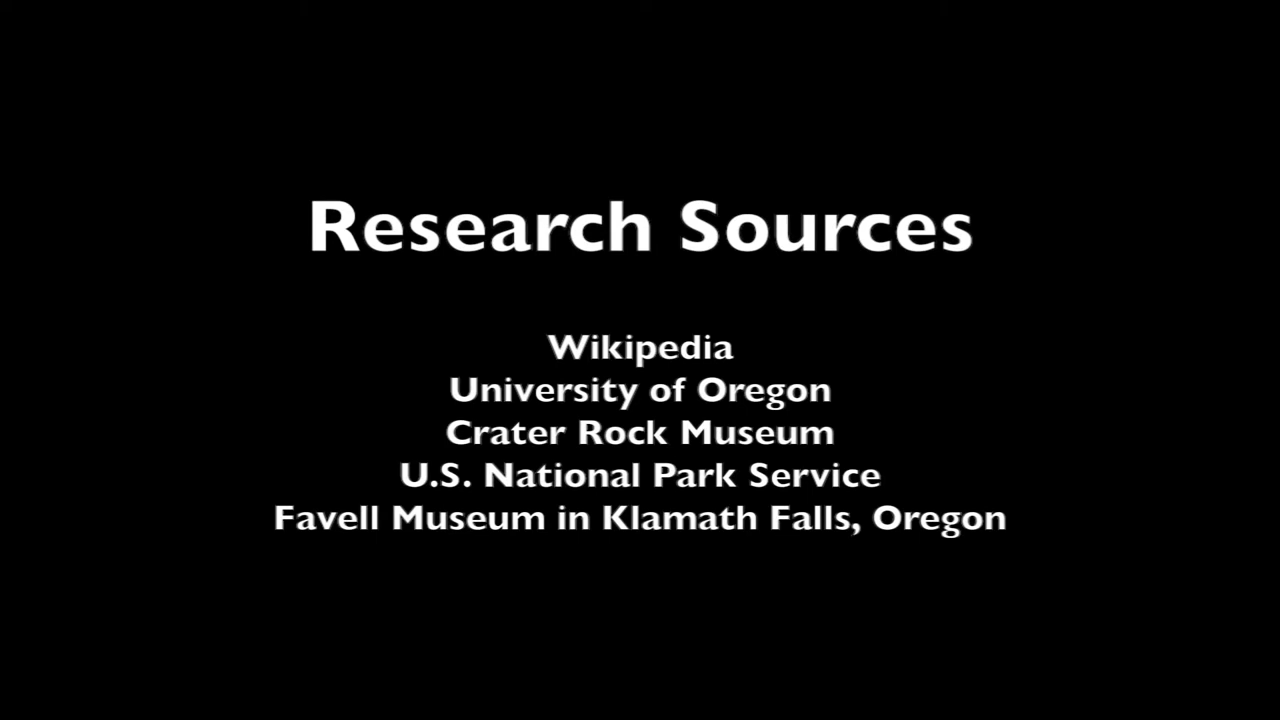 Research Sources
Wikipedia
University of Oregon
Crater Rock Museum
U.S. National Park Service
Favell Museum in Klamath Falls, Oregon